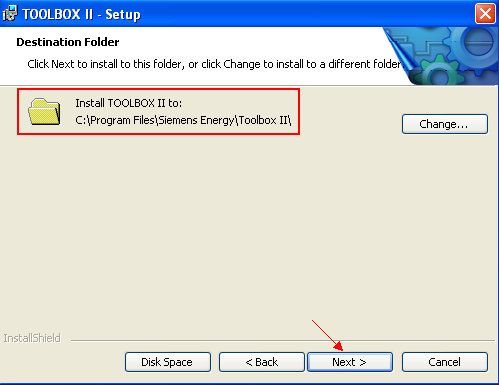 TOOLBOX II - Setup
Destination Folder
Click Next to install to this folder, or click Change to install to a different folder
Install TOOLBOX II to:
C:\Program Files\Siemens Energy\Toolbox II\
Change...
InstallShield
Disk Space
< Back
Next >
Cancel